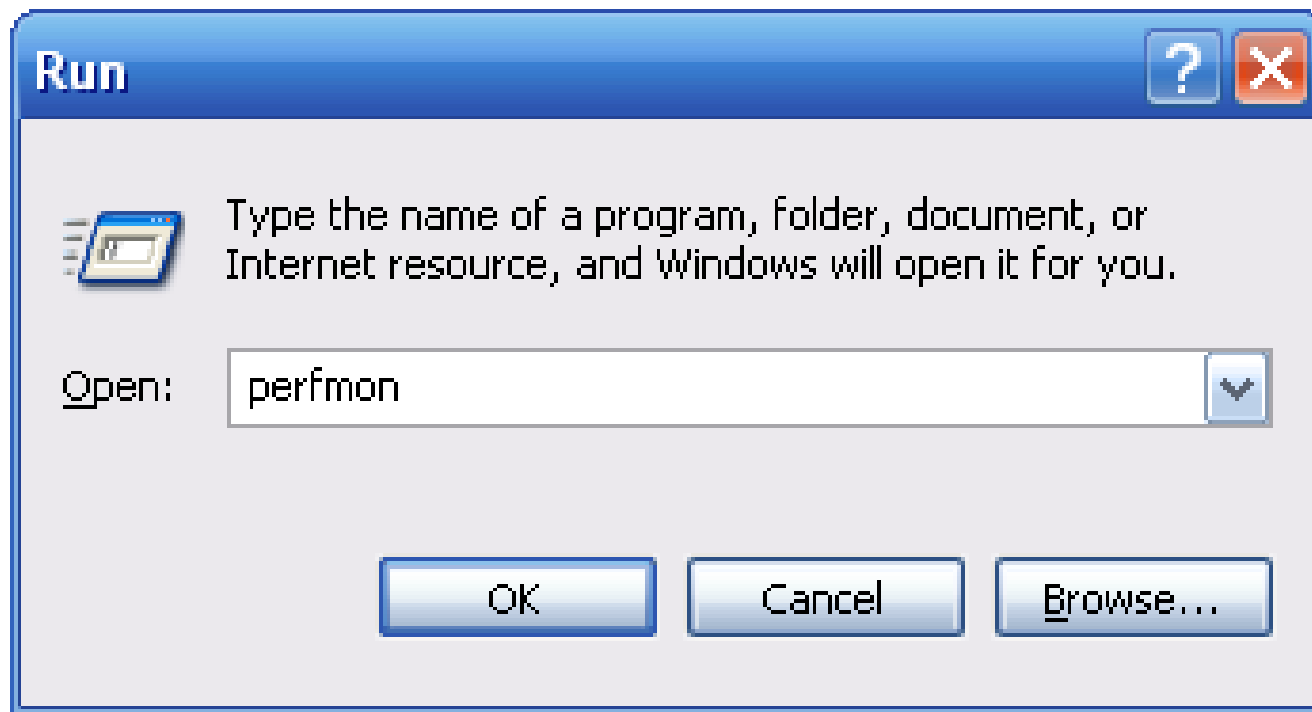 Run
Type the name of a program, folder, document, or
Internet resource, and Windows will open it for you.
Open: perfmon
OK Cancel Browse...